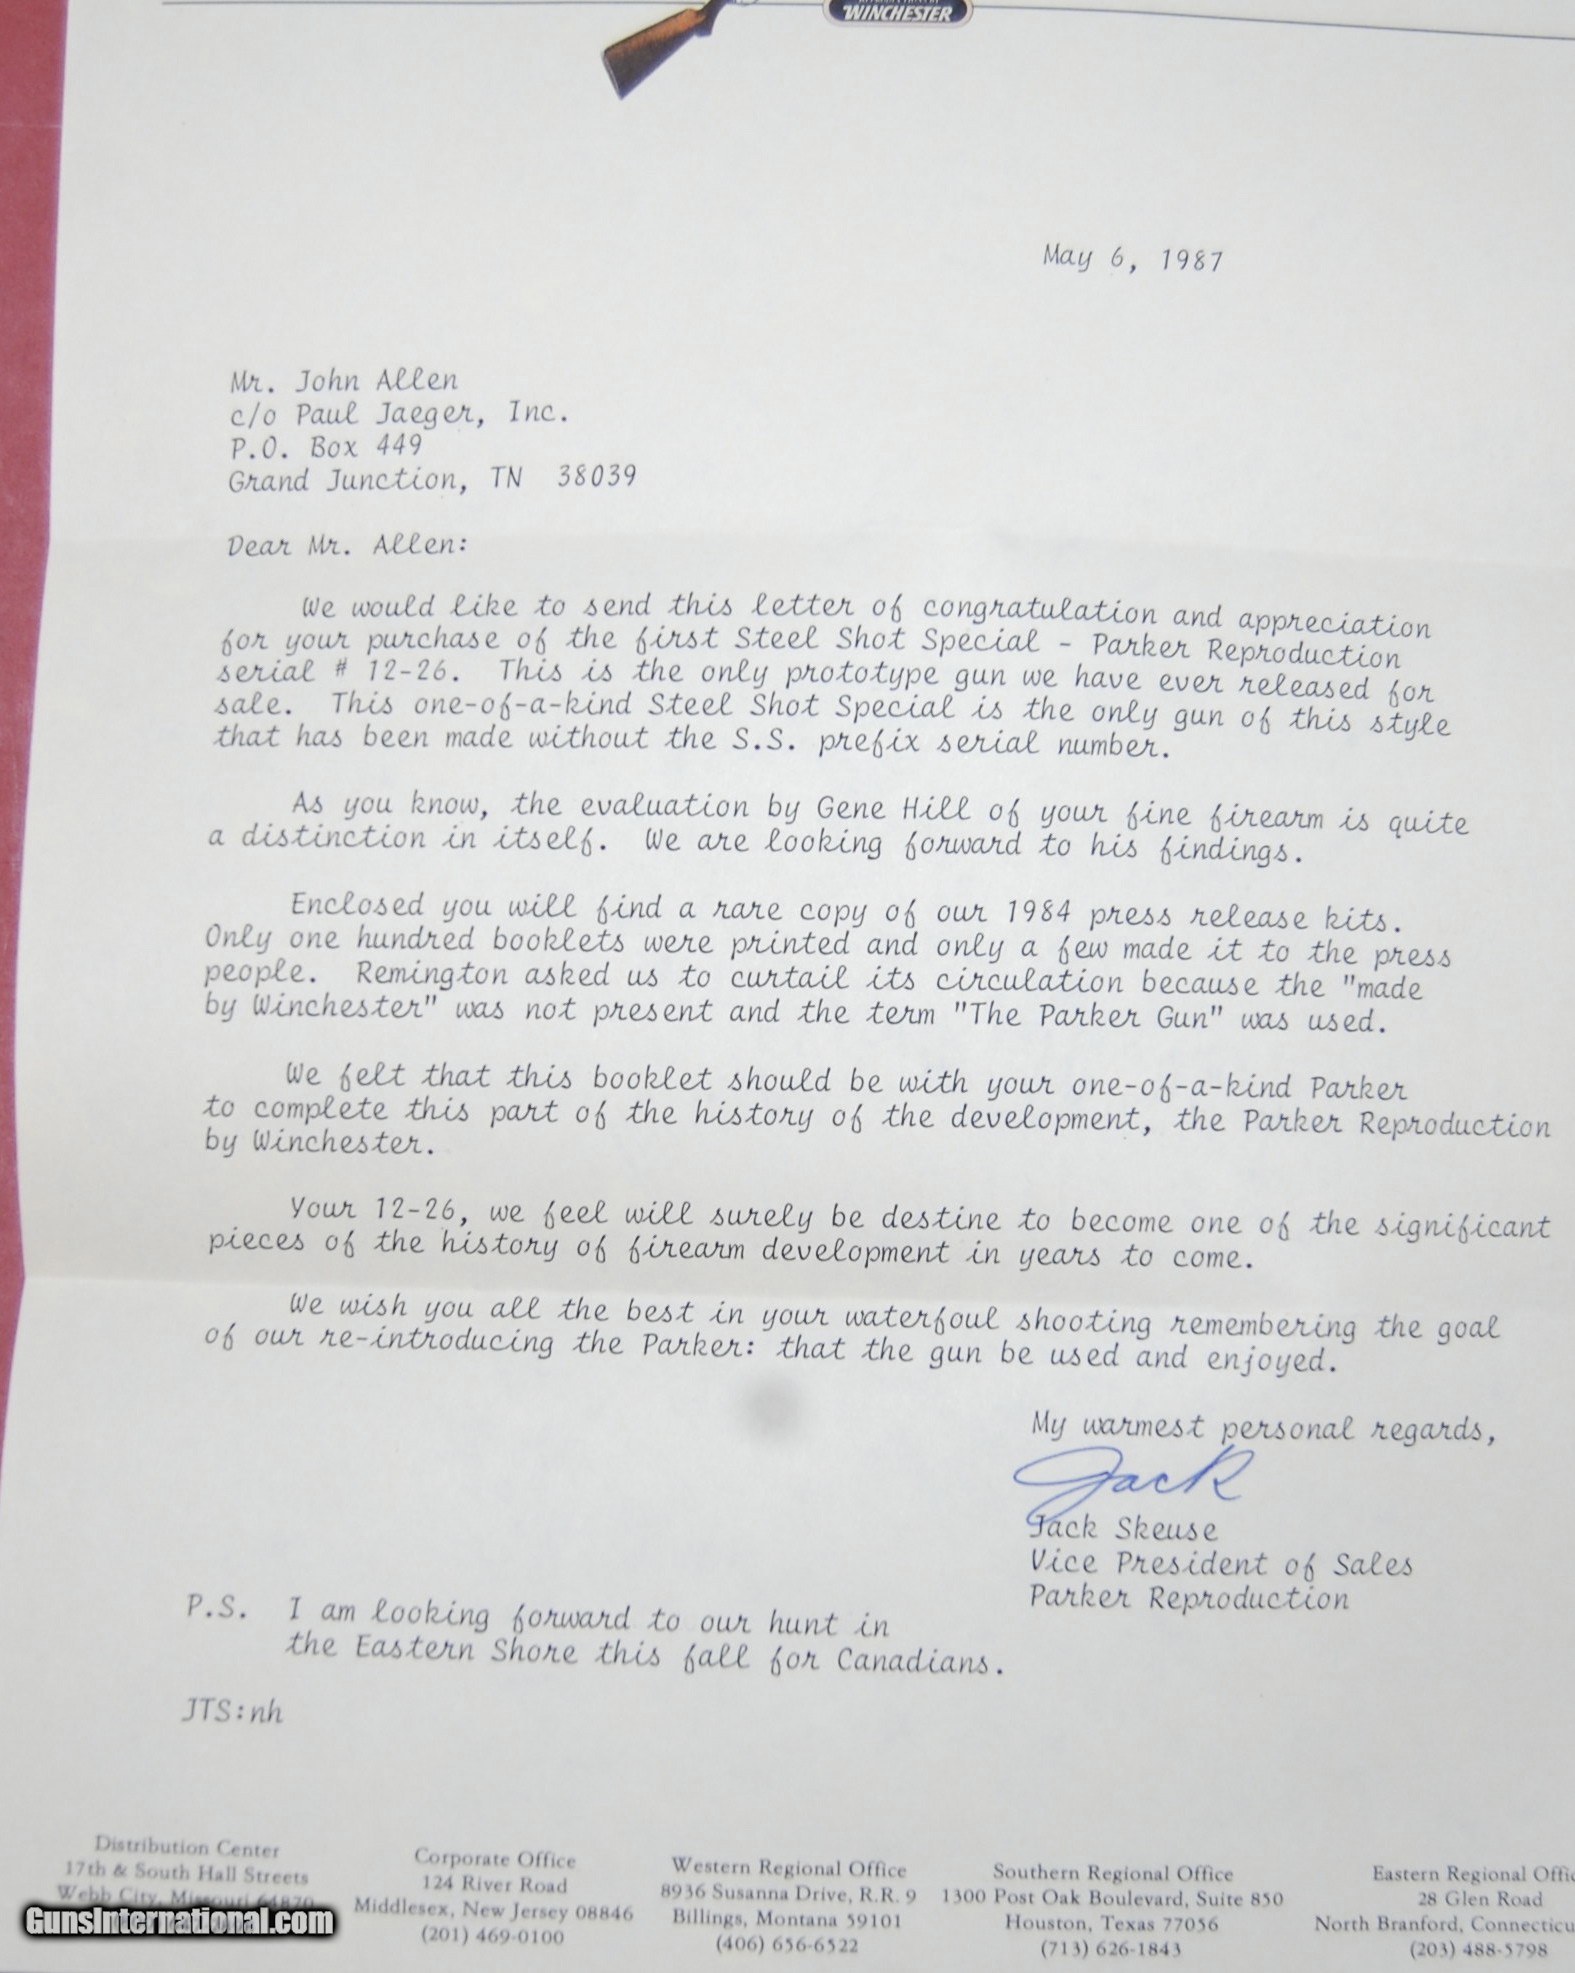 WINCHESTER
May 6, 1987
Mr. John Allen
c/o Paul Jaeger, Inc.
P.O. Box 449
Grand Junction, TN 38039
Dear Mr. Allen:
We would like to send this letter of congratulation and appreciation
for your purchase of the first Steel Shot Special - Parker Reproduction
serial # 12-26. This is the only prototype gun we have ever released for
sale. This one-of-a-kind Steel Shot Special is the only gun of this style
that has been made without the S.S. prefix serial number.
As you know, the evaluation by Gene Hill of your fine firearm is quite
a distinction in itself. We are looking forward to his findings.
Enclosed you will find a rare copy of our 1984 press release kits.
Only one hundred booklets were printed and only a few made it to the press
people. Remington asked us to curtail its circulation because the "made
by Winchester" was not present and the term "The Parker Gun" was used.
We felt that this booklet should be with your one-of-a-kind Parker
to complete this part of the history of the development, the Parker Reproduction
by Winchester.
Your 12-26, we feel will surely be destine to become one of the significant
pieces of the history of firearm development in years to come.
We wish you all the best in your waterfoul shooting remembering the goal
of our re-introducing the Parker: that the gun be used and enjoyed.
My warmest personal regards,
Jack
Jack Skeuse
Vice President of Sales
Parker Reproduction
P.S. I am looking forward to our hunt in
the Eastern Shore this fall for Canadians.
JTS:nh
Distribution Center
17th & South Hall Streets
Webb City, Missouri 64870
Corporate Office
124 River Road
Middlesex, New Jersey 08846
(201) 469-0100
Western Regional Office
8936 Susanna Drive, R.R. 9
Billings, Montana 59101
(406) 656-6522
Southern Regional Office
1300 Post Oak Boulevard, Suite 850
Houston, Texas 77056
(713) 626-1843
Eastern Regional Offic
28 Glen Road
North Branford, Connecticu
(203) 488-5798
GunsInternational.com